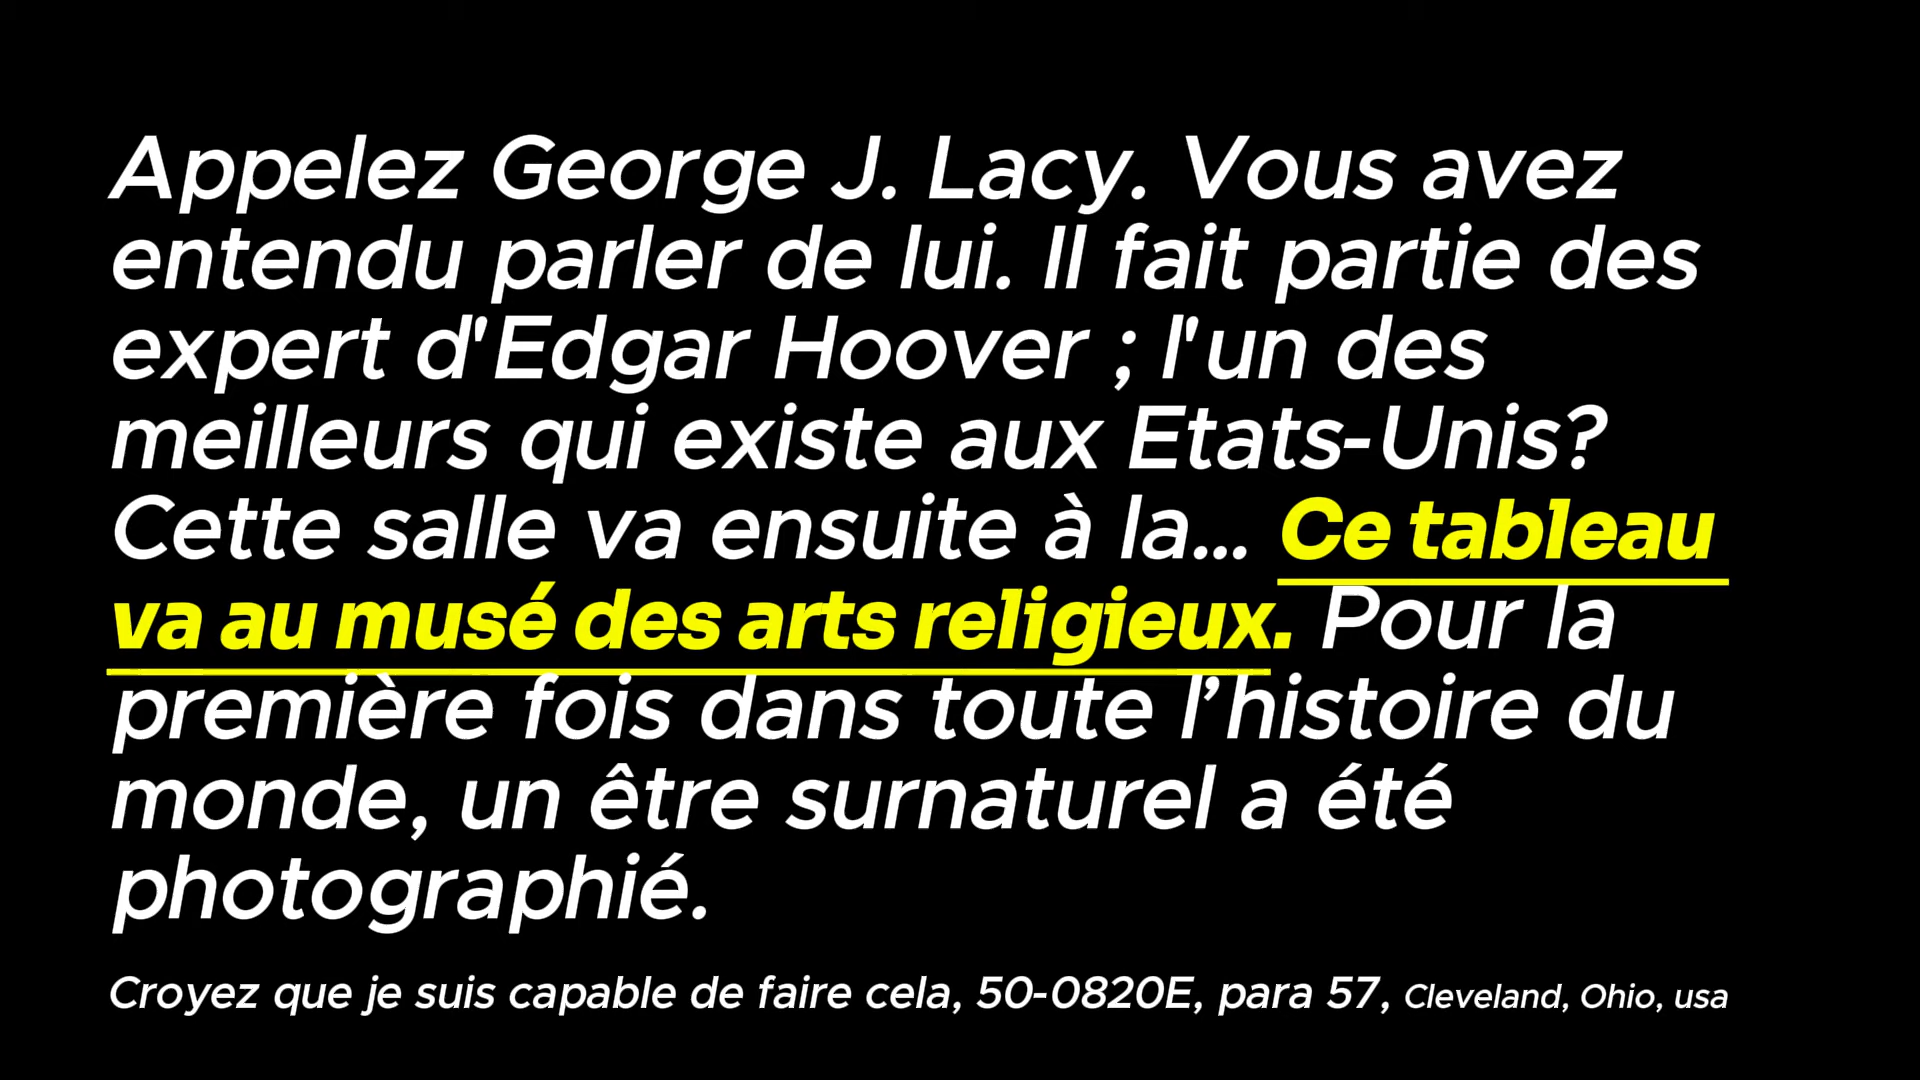 Appelez George J. Lacy. Vous avez
entendu parler de lui. Il fait partie des
expert d'Edgar Hoover ; l'un des
meilleurs qui existe aux Etats-Unis?
Cette salle va ensuite à la... Ce tableau
va au musé des arts religieux. Pour la
première fois dans toute l’histoire du
monde, un être surnaturel a été
photographié.
Croyez que je suis capable de faire cela, 50-0820E, para 57, Cleveland, Ohio, usa